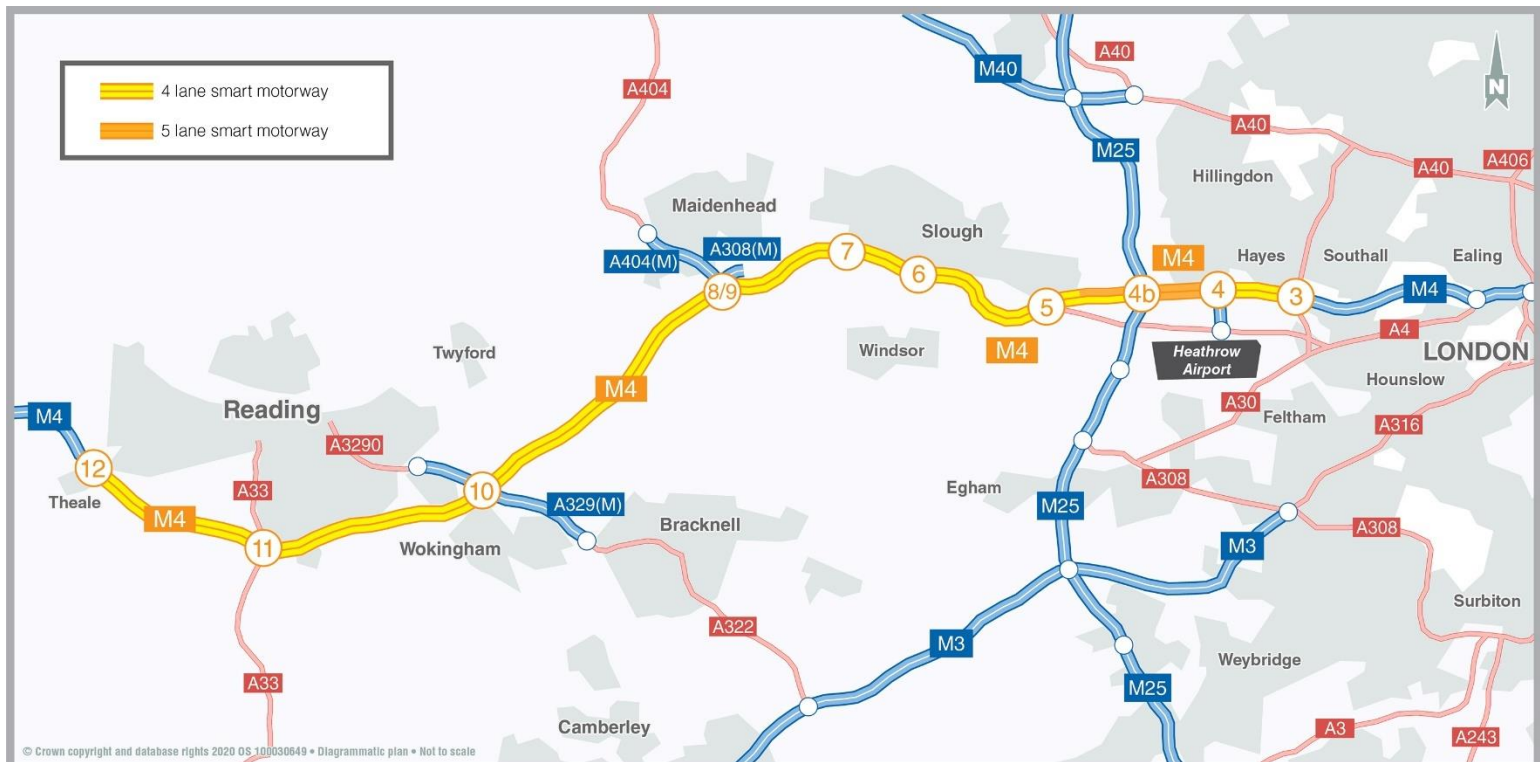 4 lane smart motorway
5 lane smart motorway
N
A404
M40
A40
A40
A40
A406
M25
Hillingdon
Maidenhead
Slough
A404(M)
A308(M)
M4
Hayes
Southall
Ealing
7
6
8/9
5
4b
4
3
M4
A4
Twyford
Windsor
M4
Heathrow
Airport
LONDON
Hounslow
M4
Reading
M4
A30
Feltham
A316
A3290
12
Theale
A33
10
A329(M)
Egham
A308
M4
11
Wokingham
Bracknell
M25
A308
M3
Surbiton
A322
M3
Weybridge
A33
M25
Camberley
A3
A243
© Crown copyright and database rights 2020 OS 100030649 • Diagrammatic plan • Not to scale